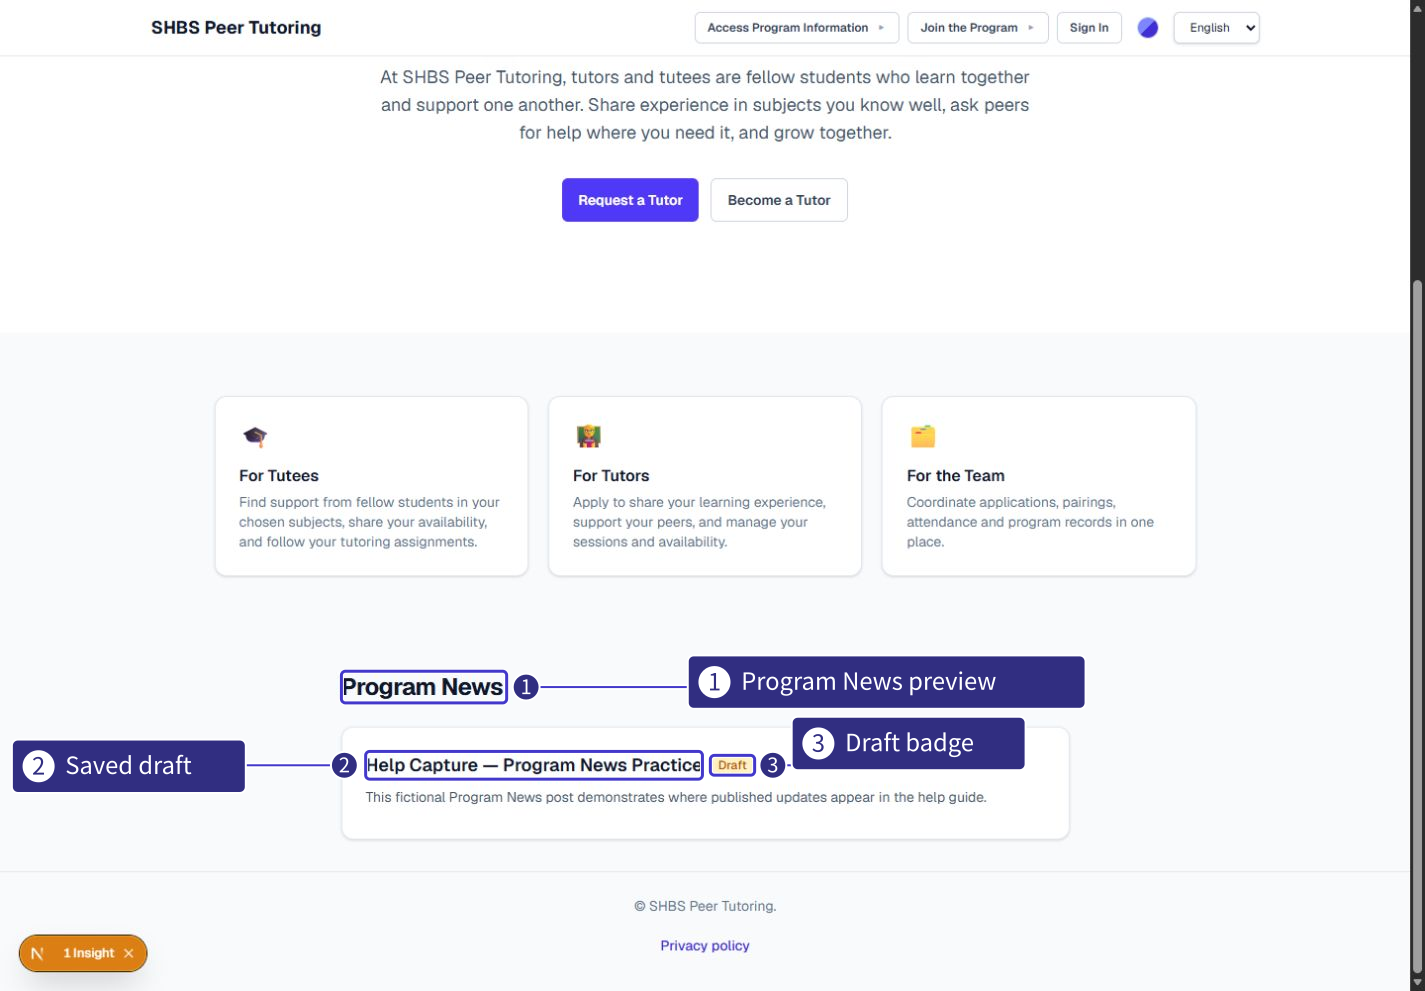 SHBS Peer Tutoring
Access Program Information ▸
Join the Program ▸
Sign In
English
At SHBS Peer Tutoring, tutors and tutees are fellow students who learn together
and support one another. Share experience in subjects you know well, ask peers
for help where you need it, and grow together.
Request a Tutor
Become a Tutor
For Tutees
Find support from fellow students in your
chosen subjects, share your availability,
and follow your tutoring assignments.
For Tutors
Apply to share your learning experience,
support your peers, and manage your
sessions and availability.
For the Team
Coordinate applications, pairings,
attendance and program records in one
place.
Program News 1
1 Program News preview
2 Saved draft
2 Help Capture — Program News Practice Draft 3
3 Draft badge
This fictional Program News post demonstrates where published updates appear in the help guide.
© SHBS Peer Tutoring.
Privacy policy
N 1 Insight ×